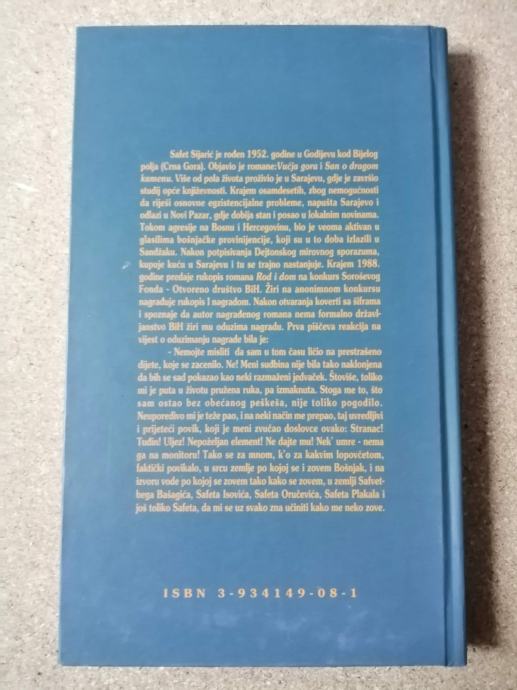 Safet Sijarić je rođen 1952. godine u Godijevu kod Bijelog
polja (Crna Gora). Objavio je romane:Vučja gora i San o dragom
kamenu. Više od pola života proživio je u Sarajevu, gdje je završio
studij opće književnosti. Krajem osamdesetih, zbog nemogućnosti
da riješi osnovne egzistencijalne probleme, napušta Sarajevo i
odlazi u Novi Pazar, gdje dobija stan i posao u lokalnim novinama.
Tokom agresije na Bosnu i Hercegovinu, bio je veoma aktivan u
glasilima bošnjačke provinijencije, koji su u to doba izlazili u
Sandžaku. Nakon potpisivanja Dejtonskog mirovnog sporazuma,
kupuje kuću u Sarajevu i tu se trajno nastanjuje. Krajem 1988.
godine predaje rukopis romana Rod i dom na konkurs Soroševog
Fonda - Otvoreno društvo BiH. Žiri na anonimnom konkursu
nagrađuje rukopis I nagradom. Nakon otvaranja koverti sa šiframa
i spoznaje da autor nagrađenog romana nema formalno držav-
ljanstvo BiH žiri mu oduzima nagradu. Prva piščeva reakcija na
vijest o oduzimanju nagrade bila je:
- Nemojte misliti da sam u tom času ličio na prestrašeno
dijete, koje se zacenilo. Ne! Meni sudbina nije bila tako naklonjena
da bih se sad pokazao kao neki razmaženi jedvaček. Štoviše, toliko
mi je puta u životu pružena ruka, pa izmaknuta. Stoga me to, što
sam ostao bez obećanog peškeša, nije toliko pogodilo.
Neuporedivo mi je teže pao, i na neki način me prepao, taj uvredljivi
i prijeteći povik, koji je meni zvučao doslovce ovako: Stranac!
Tuđin! Uljez! Nepoželjan element! Ne dajte mu! Nek' umre - nema
ga na monitoru! Tako se za mnom, k'o za kakvim lopovčetom,
faktički povikalo, u srcu zemlje po kojoj se i zovem Bošnjak, i na
izvoru vode po kojoj se zovem tako kako se zovem, u zemlji Safvet-
bega Bašagića, Safeta Isovića, Safeta Oručevića, Safeta Plakala i
još toliko Safeta, da mi se uz svako zna učiniti kako me neko zove.
ISBN 3-934149-08-1